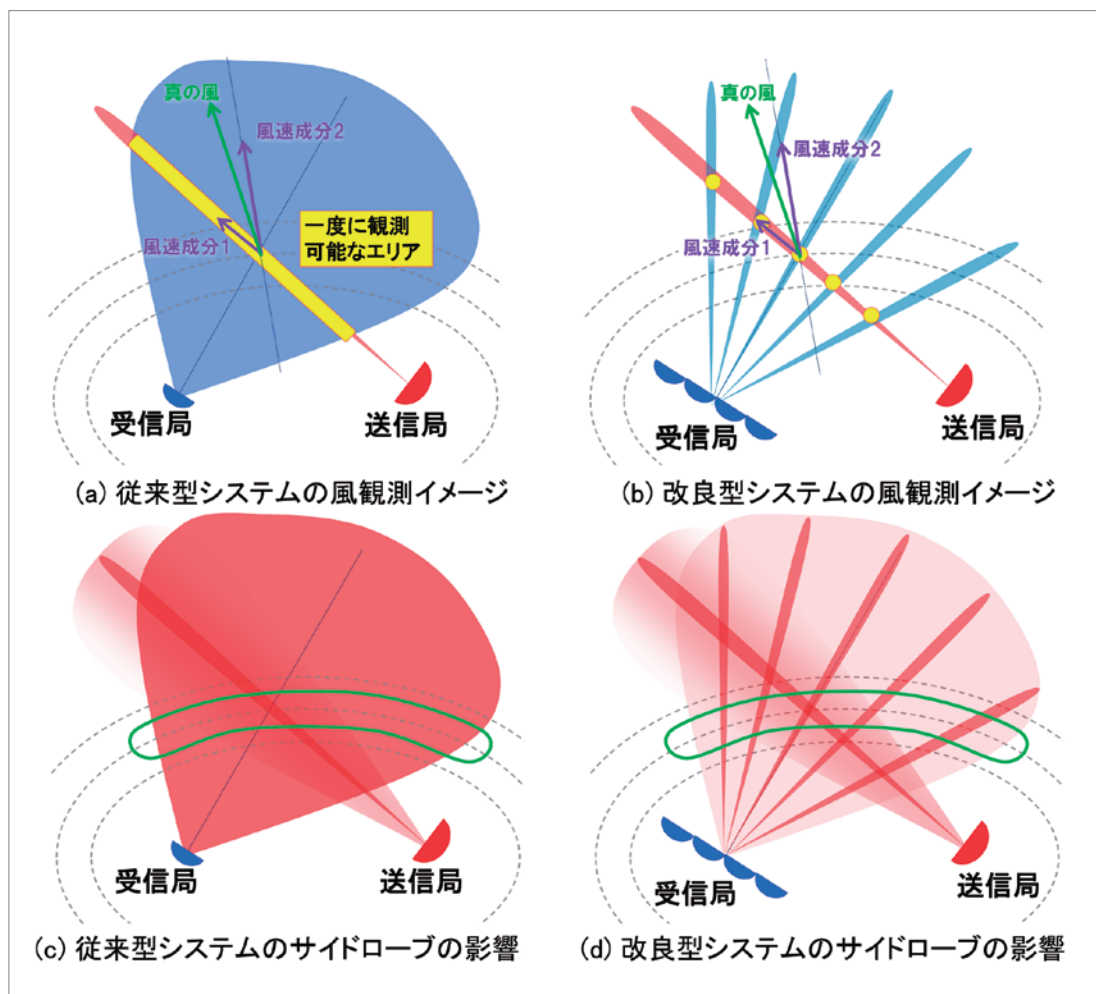 真の風
風速成分2
風速成分1
一度に観測
可能なエリア
受信局
送信局
(a) 従来型システムの風観測イメージ
真の風
風速成分2
風速成分1
受信局
送信局
(b) 改良型システムの風観測イメージ
受信局
送信局
(c) 従来型システムのサイドローブの影響
受信局
送信局
(d) 改良型システムのサイドローブの影響